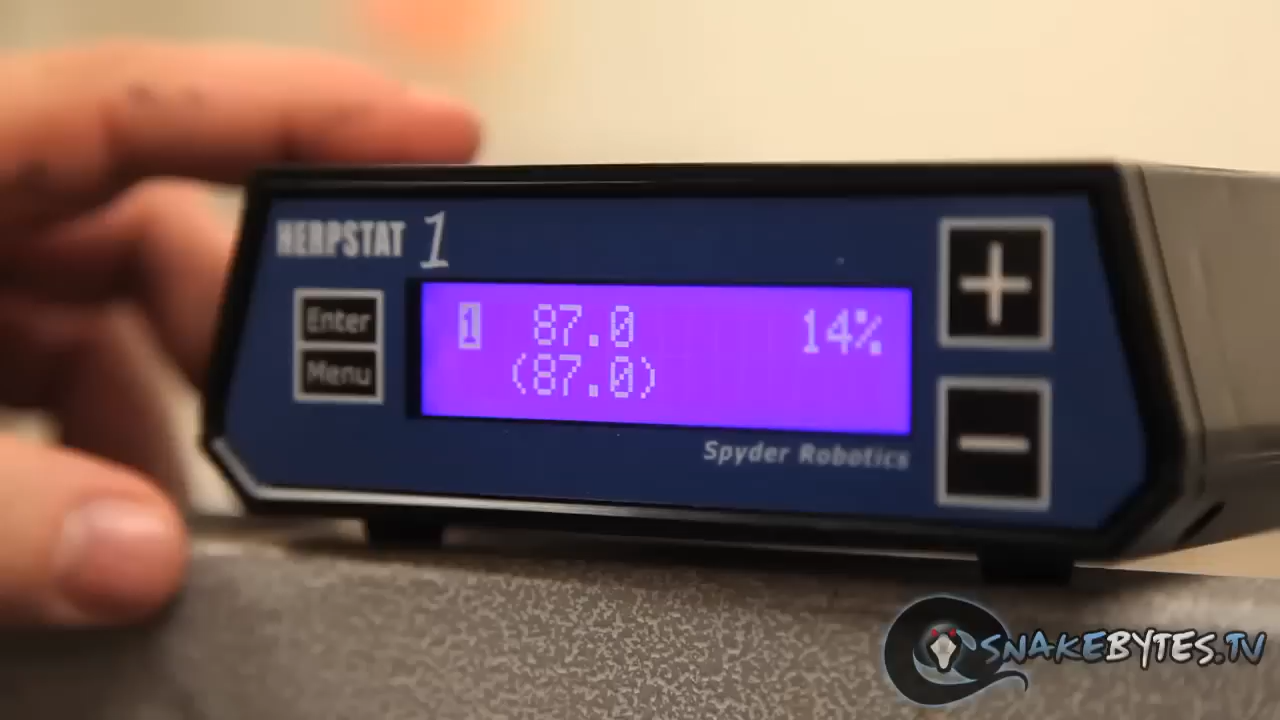 HERPSTAT 1
Enter
Menu
1 87.0 14%
(87.0)
+
−
Spyder Robotics
SNAKEBYTES.TV